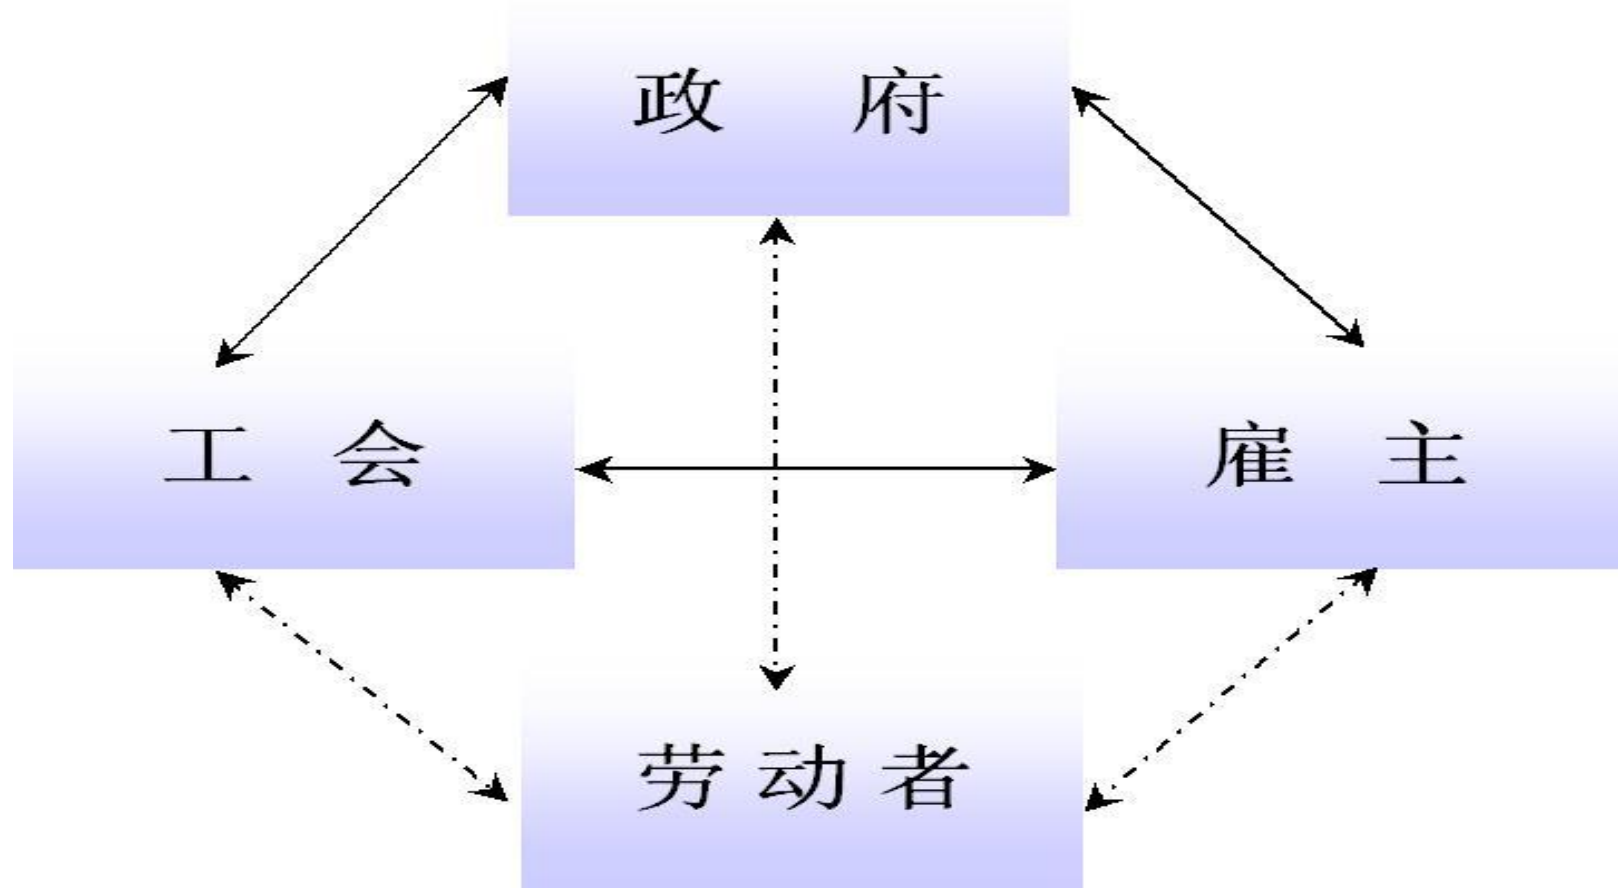 政 府
工 会
雇 主
劳动者